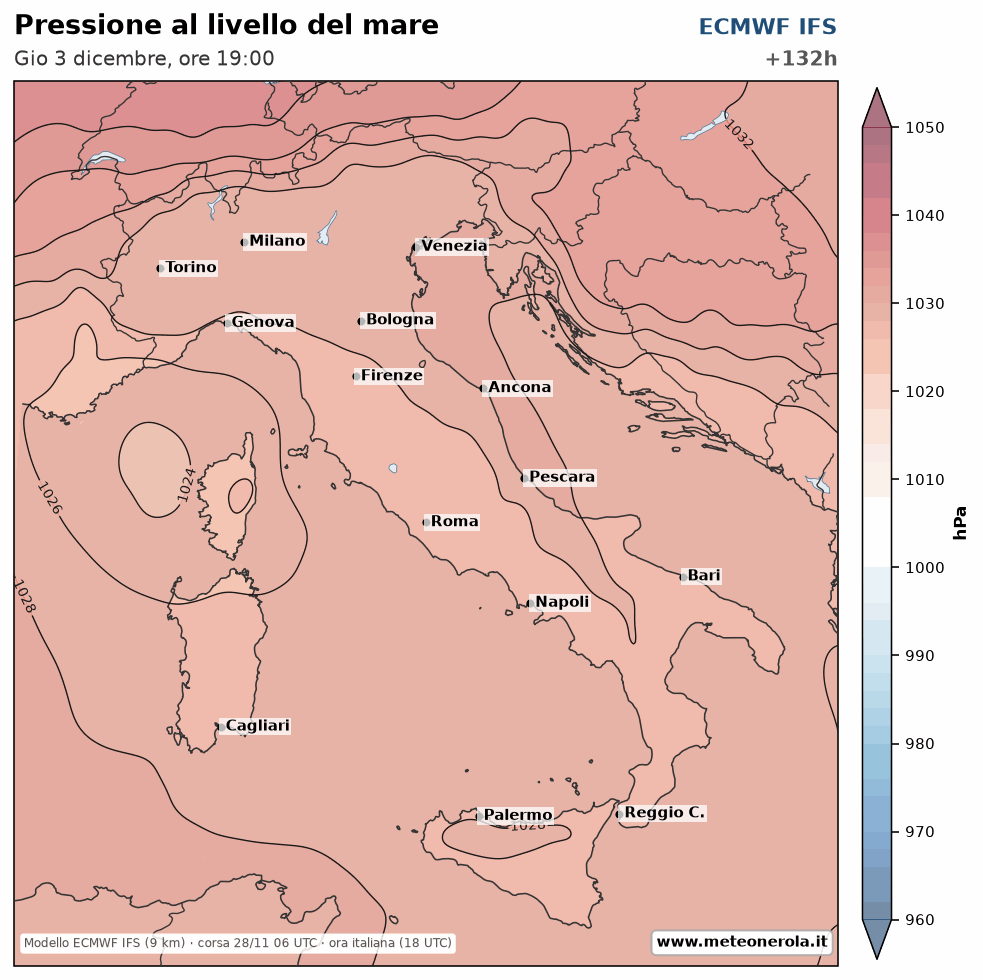 Pressione al livello del mare
ECMWF IFS
Gio 3 dicembre, ore 19:00
+132h
1032
1050
1040
1030
1020
1010
1000
990
980
970
960
hPa
Milano
Venezia
Torino
Genova
Bologna
Firenze
Ancona
Pescara
1024
1026
Roma
Bari
1028
Napoli
Cagliari
Palermo
Reggio C.
1028
Modello ECMWF IFS (9 km) · corsa 28/11 06 UTC · ora italiana (18 UTC)
www.meteonerola.it